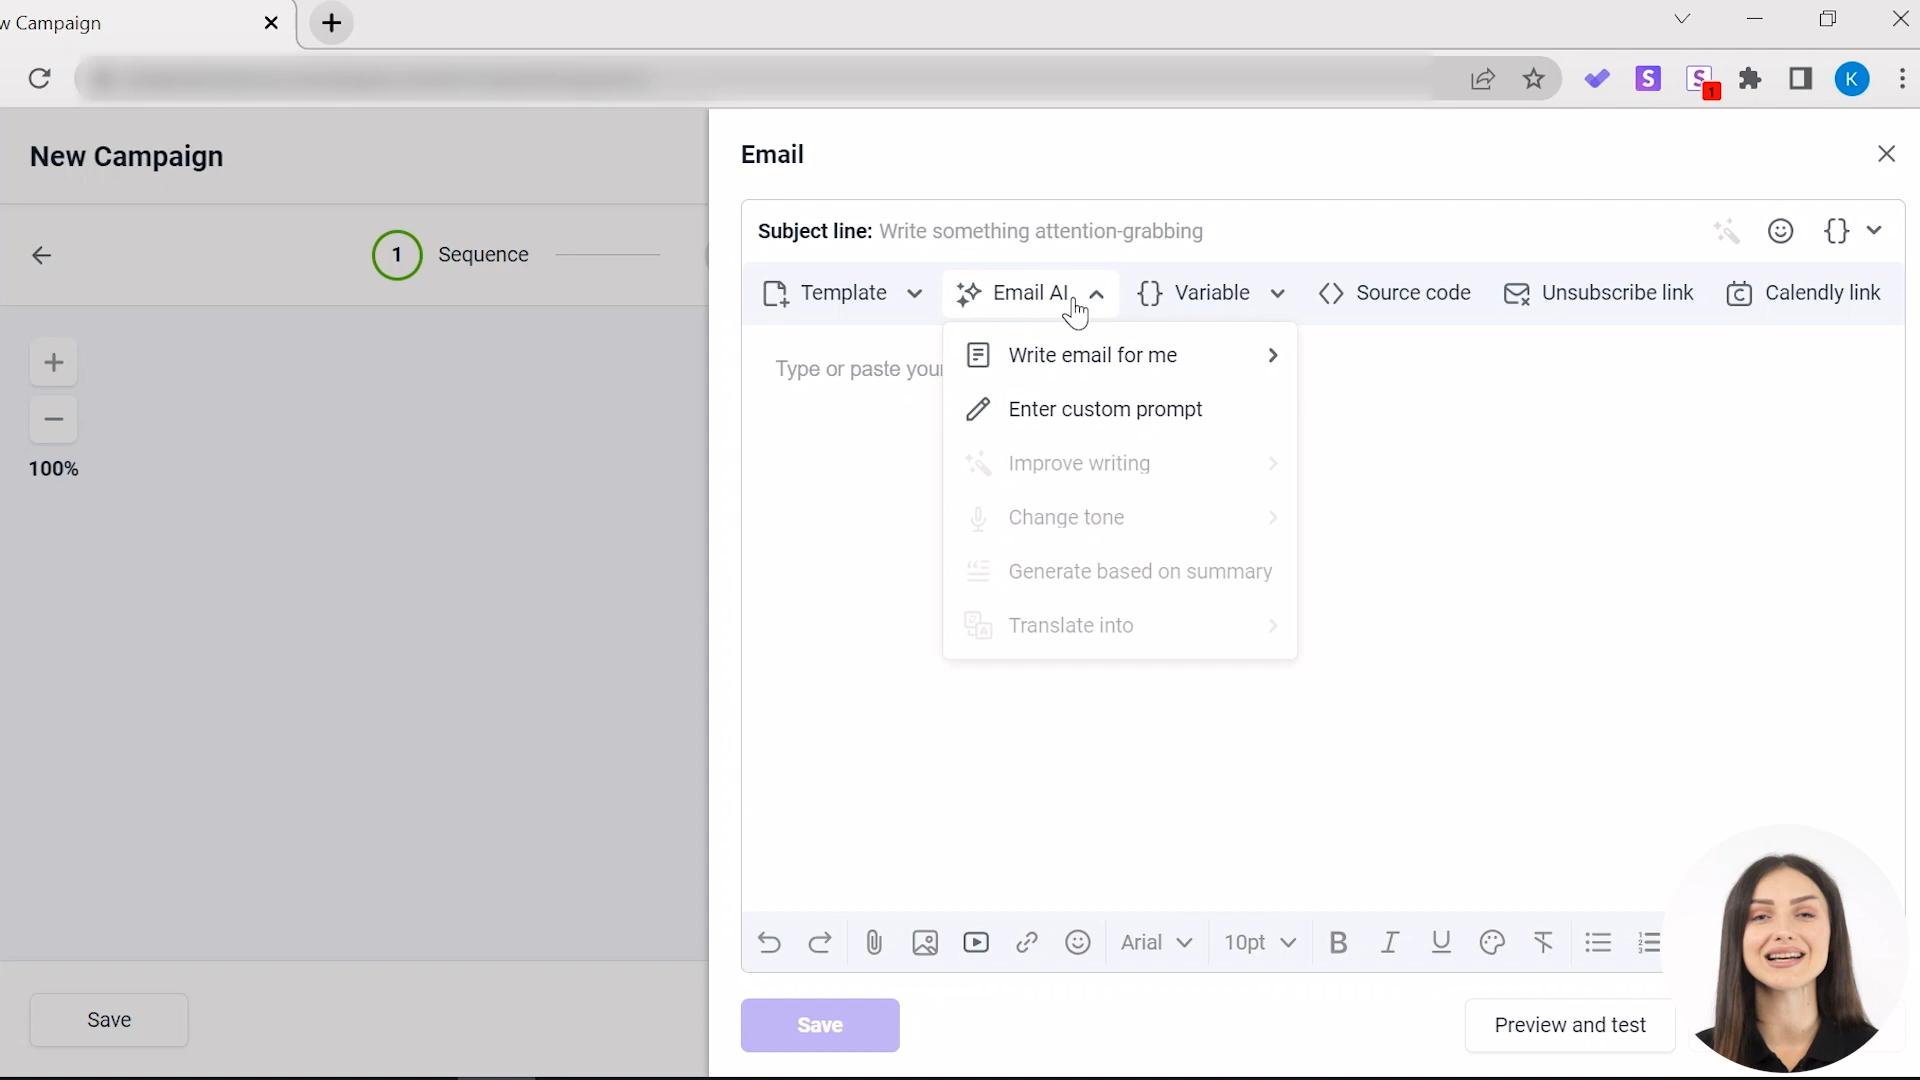 w Campaign
S
S
1
K
New Campaign
Email
Subject line: Write something attention-grabbing
1 Sequence
Template
Email AI
{} Variable
Source code
Unsubscribe link
Calendly link
Type or paste your
Write email for me
Enter custom prompt
Improve writing
Change tone
Generate based on summary
Translate into
100%
Arial
10pt
B
I
U
T
Save
Save
Preview and test